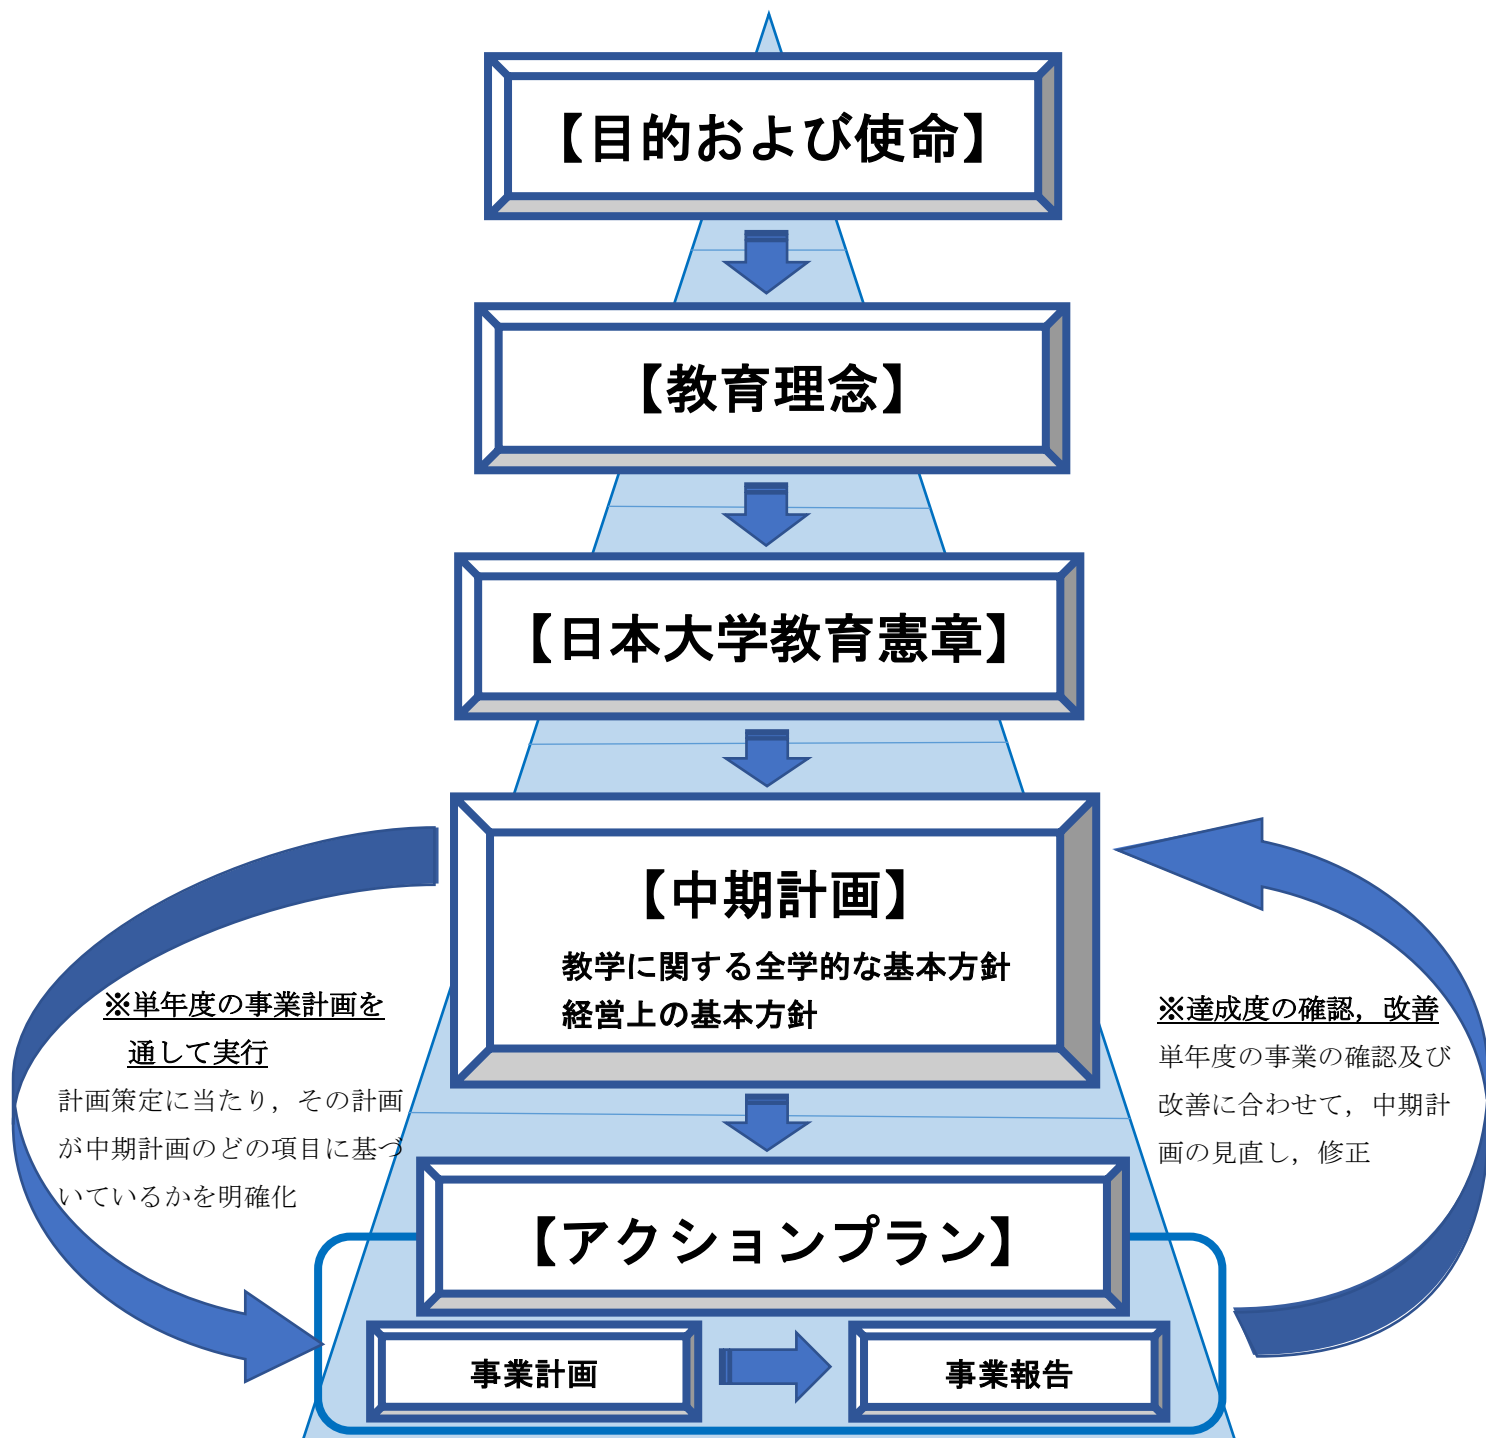 【目的および使命】
【教育理念】
【日本大学教育憲章】
【中期計画】
教学に関する全学的な基本方針
経営上の基本方針
※単年度の事業計画を
通して実行
計画策定に当たり，その計画
が中期計画のどの項目に基づ
いているかを明確化
※達成度の確認，改善
単年度の事業の確認及び
改善に合わせて，中期計
画の見直し，修正
【アクションプラン】
事業計画
事業報告